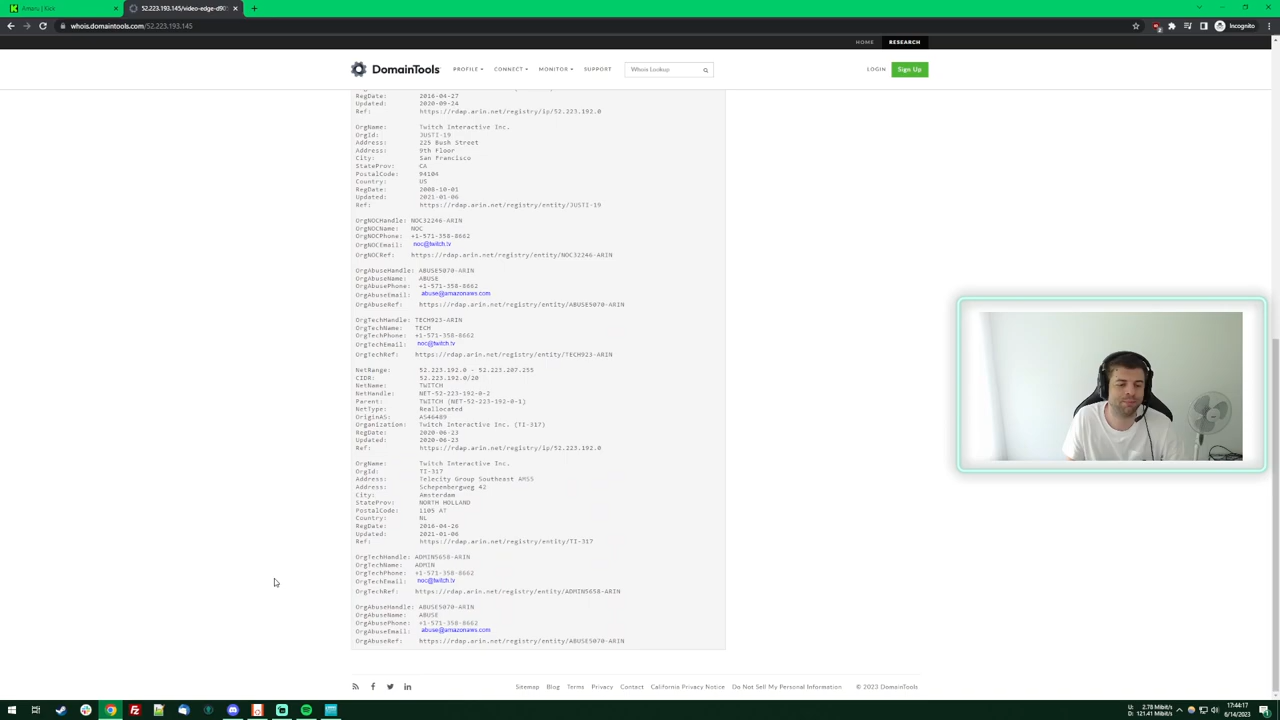 Amaru | Kick
52.223.193.145/video-edge-d90
whois.domaintools.com/52.223.193.145
Incognito
HOME
RESEARCH
DomainTools
PROFILE
CONNECT
MONITOR
SUPPORT
Whois Lookup
LOGIN
Sign Up
RegDate: 2016-04-27
Updated: 2020-09-24
Ref: https://rdap.arin.net/registry/ip/52.223.192.0
OrgName: Twitch Interactive Inc.
OrgId: JUSTI-19
Address: 225 Bush Street
Address: 9th Floor
City: San Francisco
StateProv: CA
PostalCode: 94104
Country: US
RegDate: 2008-10-01
Updated: 2021-01-06
Ref: https://rdap.arin.net/registry/entity/JUSTI-19
OrgNOCHandle: NOC32246-ARIN
OrgNOCName: NOC
OrgNOCPhone: +1-571-358-8662
OrgNOCEmail: noc@twitch.tv
OrgNOCRef: https://rdap.arin.net/registry/entity/NOC32246-ARIN
OrgAbuseHandle: ABUSE5070-ARIN
OrgAbuseName: ABUSE
OrgAbusePhone: +1-571-358-8662
OrgAbuseEmail: abuse@amazonaws.com
OrgAbuseRef: https://rdap.arin.net/registry/entity/ABUSE5070-ARIN
OrgTechHandle: TECH923-ARIN
OrgTechName: TECH
OrgTechPhone: +1-571-358-8662
OrgTechEmail: noc@twitch.tv
OrgTechRef: https://rdap.arin.net/registry/entity/TECH923-ARIN
NetRange: 52.223.192.0 - 52.223.207.255
CIDR: 52.223.192.0/20
NetName: TWITCH
NetHandle: NET-52-223-192-0-2
Parent: TWITCH (NET-52-223-192-0-1)
NetType: Reallocated
OriginAS: AS46489
Organization: Twitch Interactive Inc. (TI-317)
RegDate: 2020-06-23
Updated: 2020-06-23
Ref: https://rdap.arin.net/registry/ip/52.223.192.0
OrgName: Twitch Interactive Inc.
OrgId: TI-317
Address: Telecity Group Southeast AMS5
Address: Schepenbergweg 42
City: Amsterdam
StateProv: NORTH HOLLAND
PostalCode: 1105 A?
Country: NL
RegDate: 2016-04-26
Updated: 2021-01-06
Ref: https://rdap.arin.net/registry/entity/TI-317
OrgTechHandle: ADMIN5658-ARIN
OrgTechName: ADMIN
OrgTechPhone: +1-571-358-8662
OrgTechEmail: noc@twitch.tv
OrgTechRef: https://rdap.arin.net/registry/entity/ADMIN5658-ARIN
OrgAbuseHandle: ABUSE5070-ARIN
OrgAbuseName: ABUSE
OrgAbusePhone: +1-571-358-8662
OrgAbuseEmail: abuse@amazonaws.com
OrgAbuseRef: https://rdap.arin.net/registry/entity/ABUSE5070-ARIN
Sitemap Blog Terms Privacy Contact California Privacy Notice Do Not Sell My Personal Information © 2023 DomainTools
U: 2.78 Mibit/s
D: 121.41 Mibit/s
17:44:17
6/14/2023